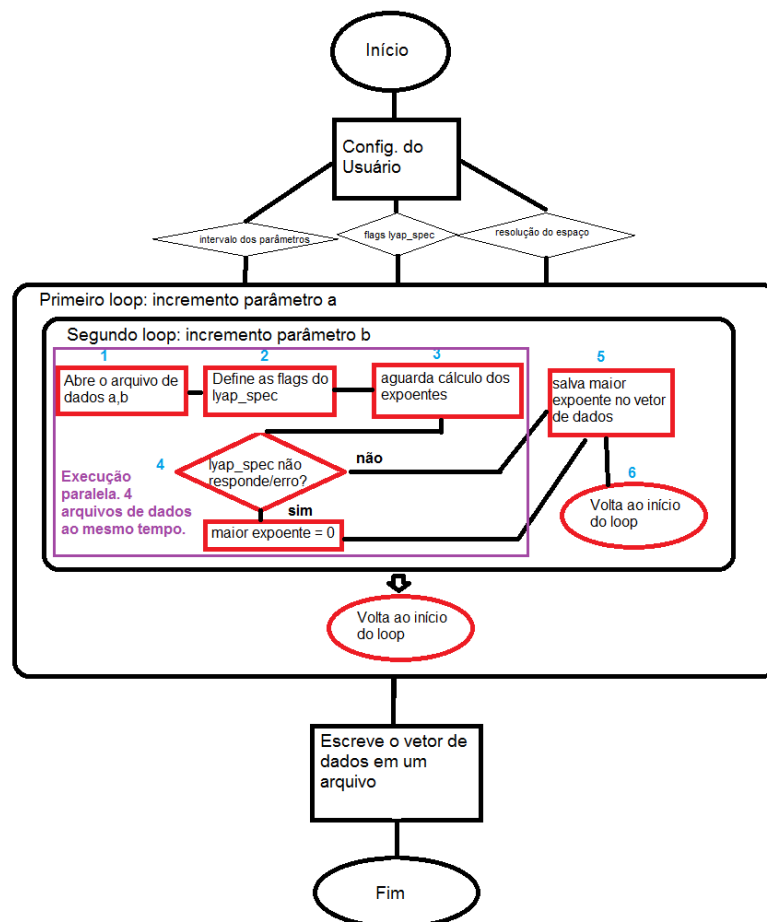 Início
Config. do
Usuário
intervalo dos parâmetros
flags lyap_spec
resolução do espaço
Primeiro loop: incremento parâmetro a
Segundo loop: incremento parâmetro b
1
Abre o arquivo de
dados a,b
2
Define as flags do
lyap_spec
3
aguarda cálculo dos
expoentes
4
lyap_spec não
responde/erro?
não
sim
maior expoente = 0
Execução
paralela. 4
arquivos de dados
ao mesmo tempo.
5
salva maior
expoente no vetor
de dados
6
Volta ao início
do loop
Volta ao início
do loop
Escreve o vetor de
dados em um
arquivo
Fim